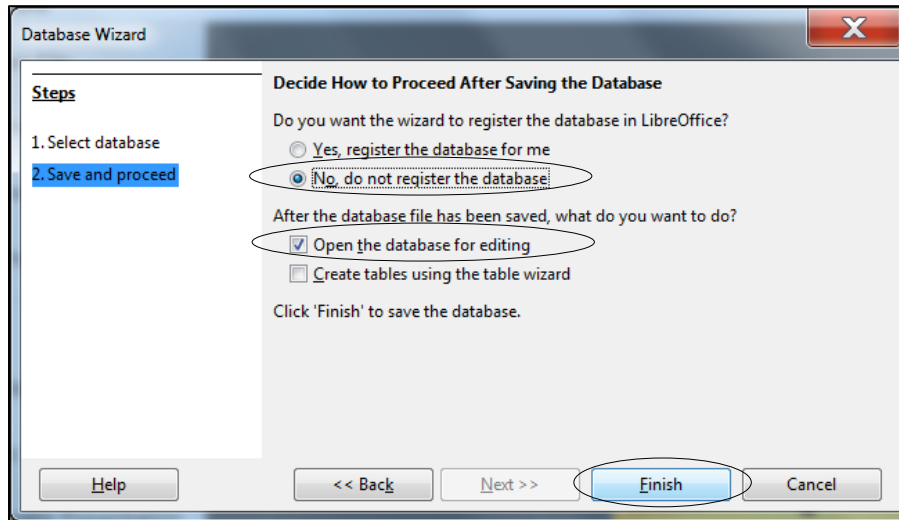 Database Wizard
X
Steps
1. Select database
2. Save and proceed
Decide How to Proceed After Saving the Database
Do you want the wizard to register the database in LibreOffice?
Yes, register the database for me
No, do not register the database
After the database file has been saved, what do you want to do?
Open the database for editing
Create tables using the table wizard
Click 'Finish' to save the database.
Help
<< Back
Next >>
Finish
Cancel